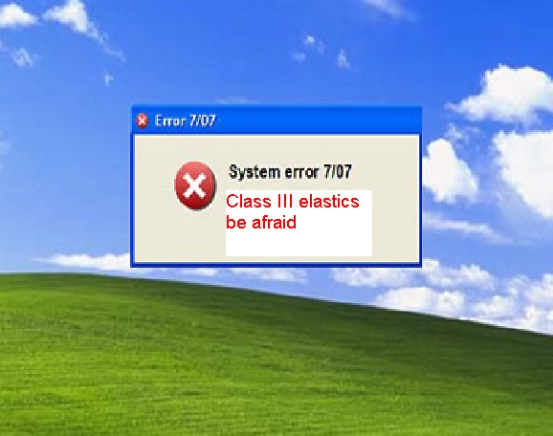 Error 7/07
System error 7/07
Class III elastics
be afraid